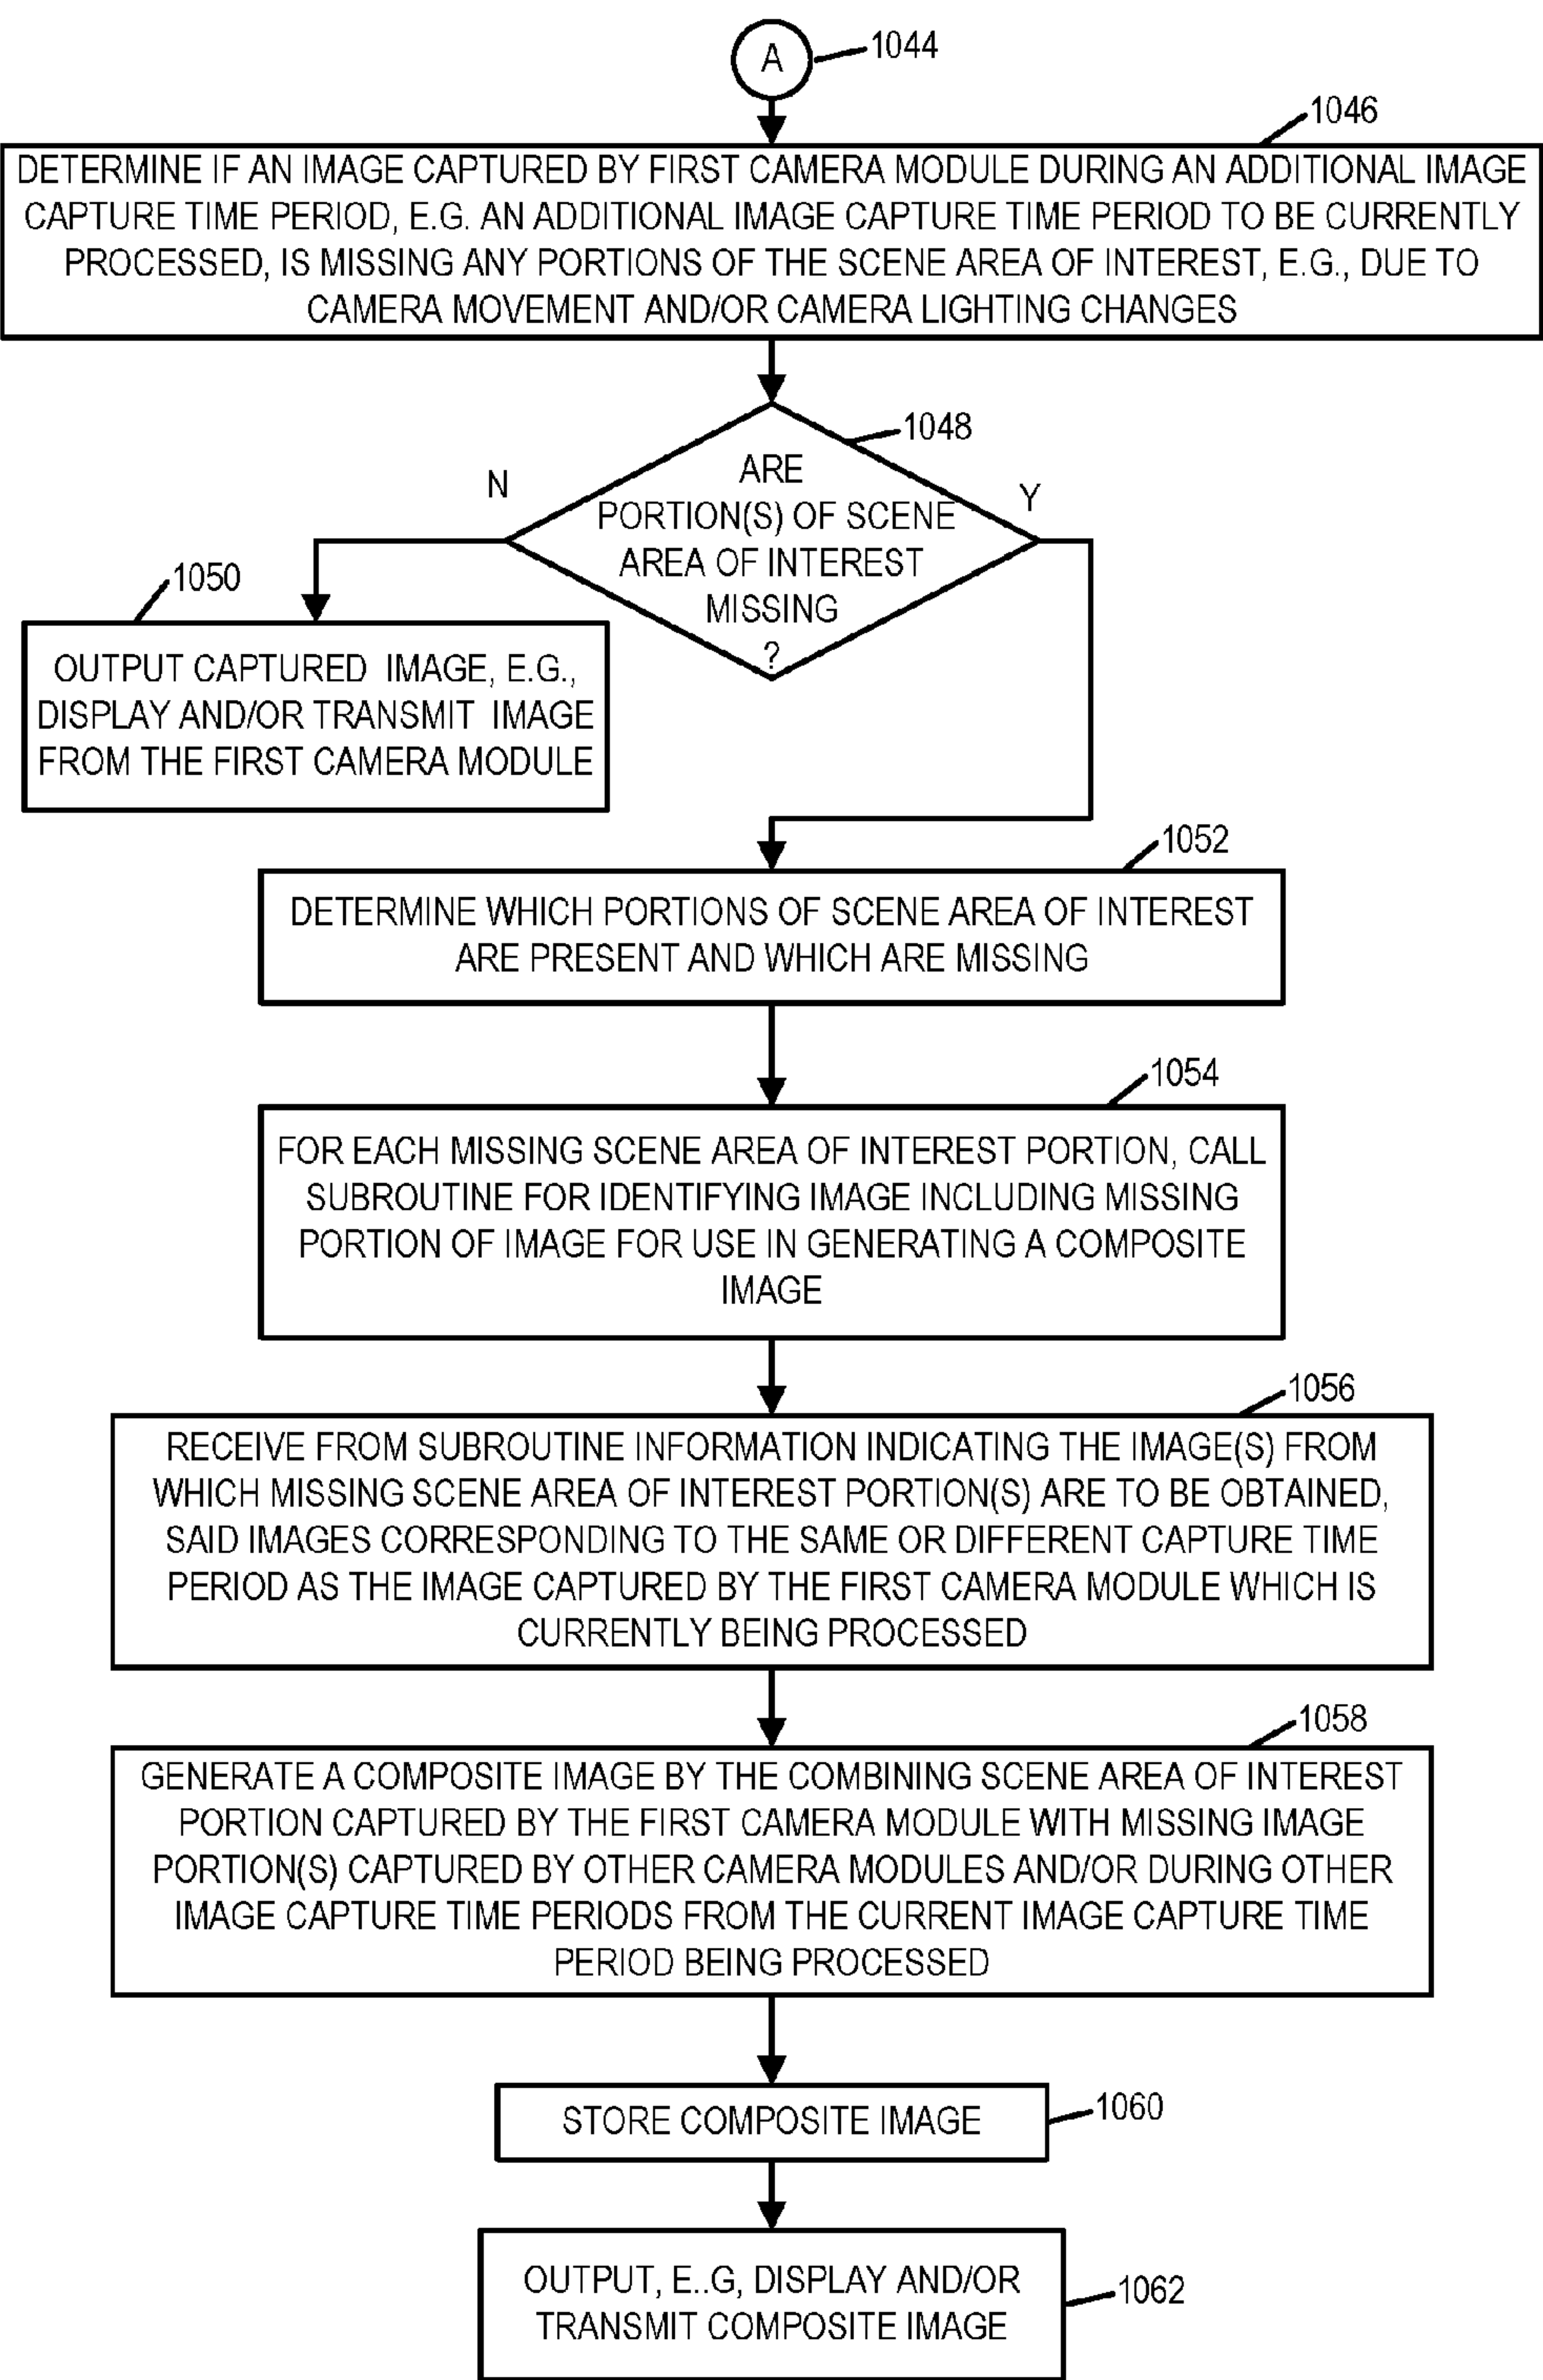 A
1044
1046
DETERMINE IF AN IMAGE CAPTURED BY FIRST CAMERA MODULE DURING AN ADDITIONAL IMAGE
CAPTURE TIME PERIOD, E.G. AN ADDITIONAL IMAGE CAPTURE TIME PERIOD TO BE CURRENTLY
PROCESSED, IS MISSING ANY PORTIONS OF THE SCENE AREA OF INTEREST, E.G., DUE TO
CAMERA MOVEMENT AND/OR CAMERA LIGHTING CHANGES
1048
N
Y
ARE
PORTION(S) OF SCENE
AREA OF INTEREST
MISSING
?
1050
OUTPUT CAPTURED IMAGE, E.G.,
DISPLAY AND/OR TRANSMIT IMAGE
FROM THE FIRST CAMERA MODULE
1052
DETERMINE WHICH PORTIONS OF SCENE AREA OF INTEREST
ARE PRESENT AND WHICH ARE MISSING
1054
FOR EACH MISSING SCENE AREA OF INTEREST PORTION, CALL
SUBROUTINE FOR IDENTIFYING IMAGE INCLUDING MISSING
PORTION OF IMAGE FOR USE IN GENERATING A COMPOSITE
IMAGE
1056
RECEIVE FROM SUBROUTINE INFORMATION INDICATING THE IMAGE(S) FROM
WHICH MISSING SCENE AREA OF INTEREST PORTION(S) ARE TO BE OBTAINED,
SAID IMAGES CORRESPONDING TO THE SAME OR DIFFERENT CAPTURE TIME
PERIOD AS THE IMAGE CAPTURED BY THE FIRST CAMERA MODULE WHICH IS
CURRENTLY BEING PROCESSED
1058
GENERATE A COMPOSITE IMAGE BY THE COMBINING SCENE AREA OF INTEREST
PORTION CAPTURED BY THE FIRST CAMERA MODULE WITH MISSING IMAGE
PORTION(S) CAPTURED BY OTHER CAMERA MODULES AND/OR DURING OTHER
IMAGE CAPTURE TIME PERIODS FROM THE CURRENT IMAGE CAPTURE TIME
PERIOD BEING PROCESSED
STORE COMPOSITE IMAGE
1060
OUTPUT, E..G, DISPLAY AND/OR
TRANSMIT COMPOSITE IMAGE
1062